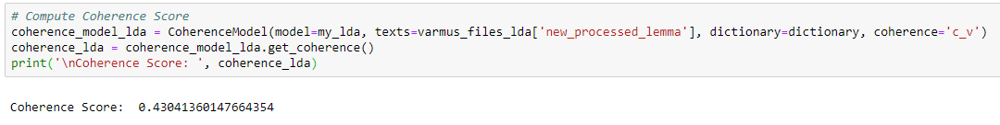 # Compute Coherence Score
coherence_model_lda = CoherenceModel(model=my_lda, texts=varmus_files_lda['new_processed_lemma'], dictionary=dictionary, coherence='c_v')
coherence_lda = coherence_model_lda.get_coherence()
print('\nCoherence Score: ', coherence_lda)
Coherence Score:  0.43041360147664354